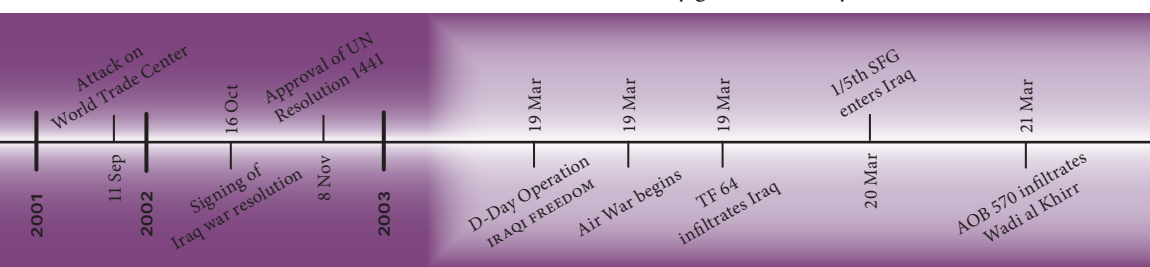 2001
Attack on
World Trade Center
11 Sep
2002
16 Oct
Signing of
Iraq war resolution
Approval of UN
Resolution 1441
8 Nov
2003
19 Mar
D-Day Operation
IRAQI FREEDOM
19 Mar
Air War begins
19 Mar
TF 64
infiltrates Iraq
1/5th SFG
enters Iraq
20 Mar
21 Mar
AOB 570 infiltrates
Wadi al Khirr